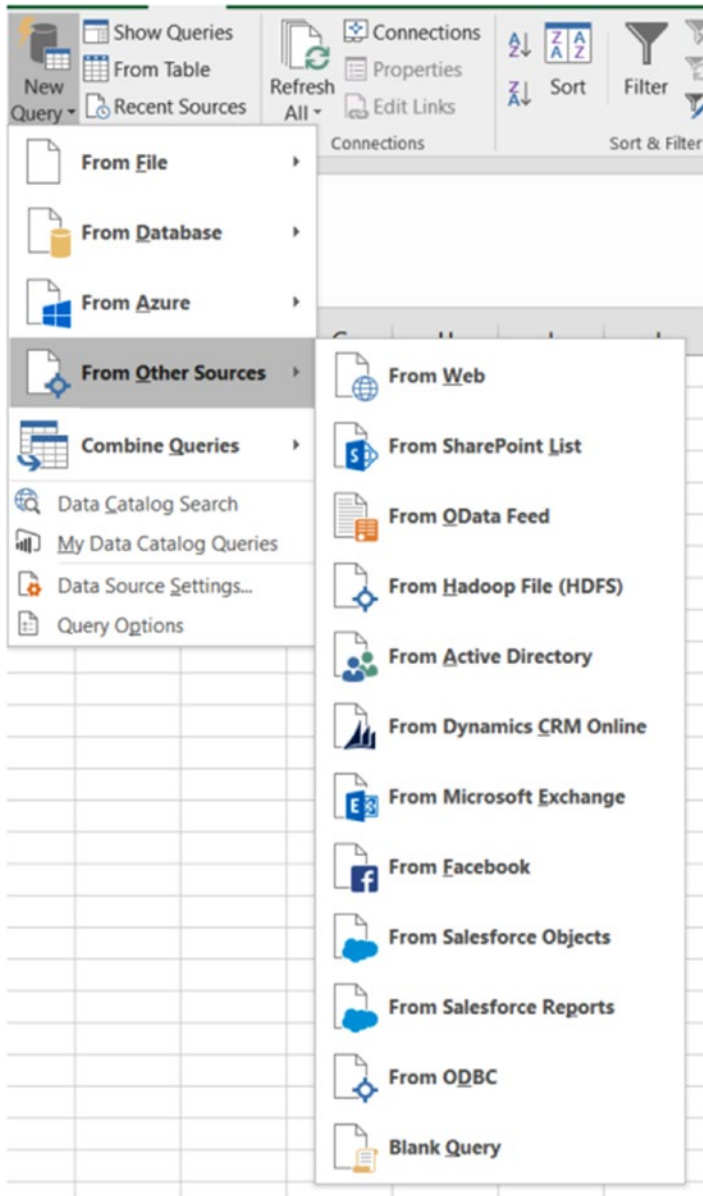 Show Queries
From Table
Recent Sources
New
Query
Refresh
All
Connections
Properties
Edit Links
Connections
Sort
Filter
Sort & Filter
From File
From Database
From Azure
From Other Sources
Combine Queries
Data Catalog Search
My Data Catalog Queries
Data Source Settings...
Query Options
From Web
From SharePoint List
From OData Feed
From Hadoop File (HDFS)
From Active Directory
From Dynamics CRM Online
From Microsoft Exchange
From Facebook
From Salesforce Objects
From Salesforce Reports
From ODBC
Blank Query